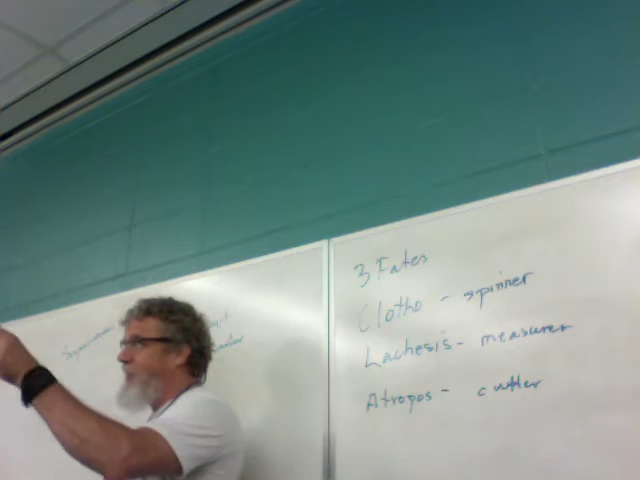 3 Fates
Clotho - spinner
Lachesis - measurer
Atropos - cutter